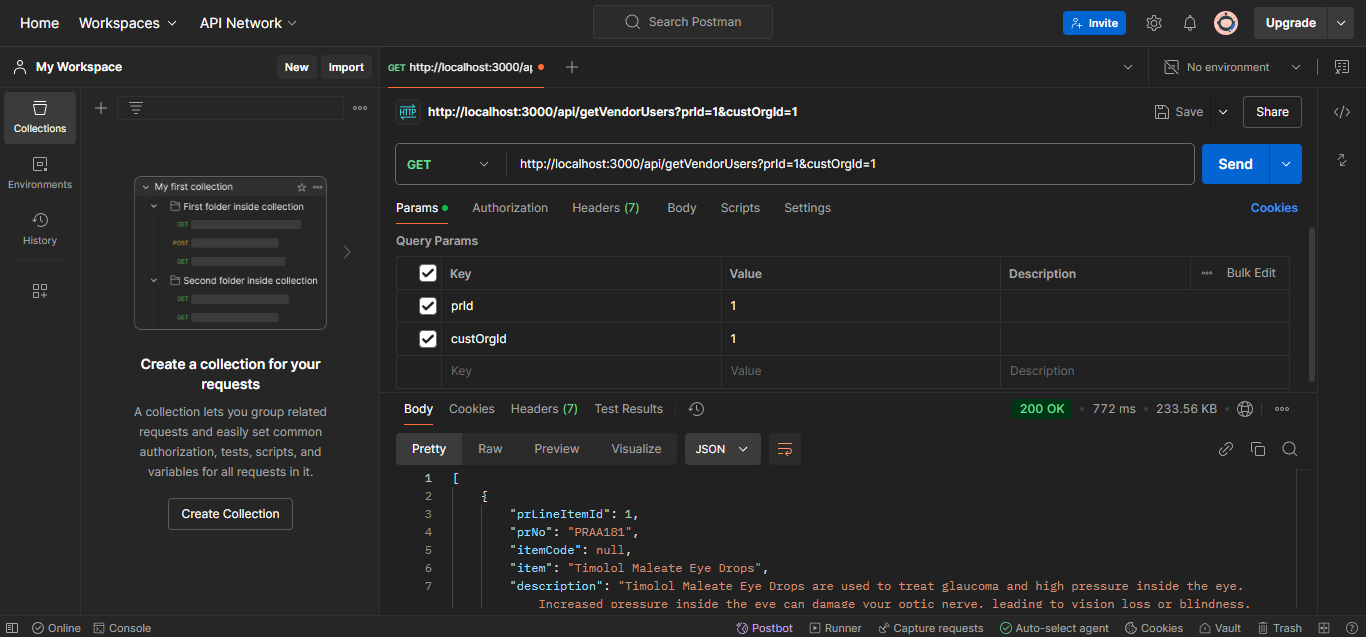 Home Workspaces API Network Search Postman Invite Upgrade
My Workspace New Import GET http://localhost:3000/ap No environment
Collections
Environments
History
My first collection
First folder inside collection
GET
POST
GET
Second folder inside collection
GET
GET
Create a collection for your
requests
A collection lets you group related
requests and easily set common
authorization, tests, scripts, and
variables for all requests in it.
Create Collection
HTTP http://localhost:3000/api/getVendorUsers?prId=1&custOrgId=1 Save Share
GET http://localhost:3000/api/getVendorUsers?prId=1&custOrgId=1 Send
Params Authorization Headers (7) Body Scripts Settings Cookies
Query Params
Key Value Description Bulk Edit
prId 1
custOrgId 1
Key Value Description
Body Cookies Headers (7) Test Results 200 OK 772 ms 233.56 KB
Pretty Raw Preview Visualize JSON
1 [
2 {
3 "prLineItemId": 1,
4 "prNo": "PRAA181",
5 "itemCode": null,
6 "item": "Timolol Maleate Eye Drops",
7 "description": "Timolol Maleate Eye Drops are used to treat glaucoma and high pressure inside the eye.
Increased pressure inside the eye can damage your optic nerve, leading to vision loss or blindness.
Online Console Postbot Runner Capture requests Auto-select agent Cookies Vault Trash